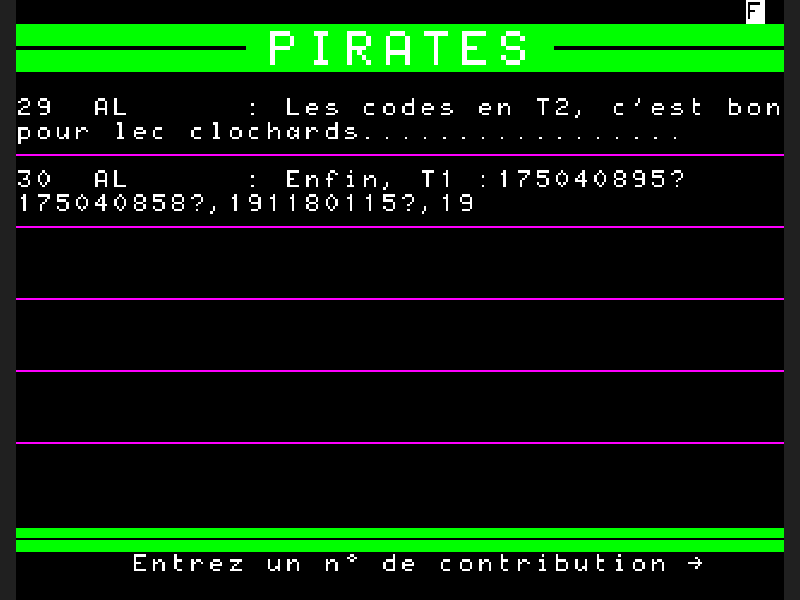 F
PIRATES
29 AL : Les codes en T2, c'est bon
pour lec clochards.................
30 AL : Enfin, T1 :175040895?
175040858?,191180115?,19
Entrez un n° de contribution →